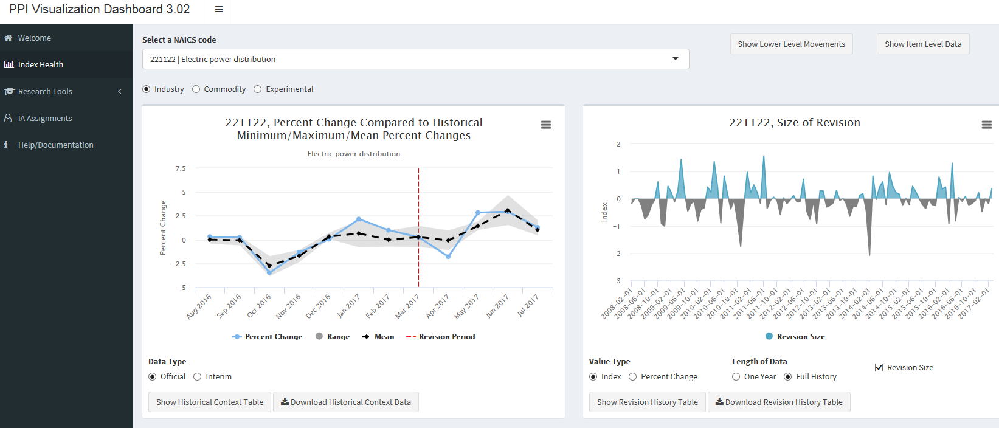 PPI Visualization Dashboard 3.02
Welcome
Index Health
Research Tools
IA Assignments
Help/Documentation
Select a NAICS code
221122 | Electric power distribution
Show Lower Level Movements
Show Item Level Data
Industry
Commodity
Experimental
221122, Percent Change Compared to Historical
Minimum/Maximum/Mean Percent Changes
Electric power distribution
Percent Change
7.5
5
2.5
0
−2.5
−5
Aug 2016
Sep 2016
Oct 2016
Nov 2016
Dec 2016
Jan 2017
Feb 2017
Mar 2017
Apr 2017
May 2017
Jun 2017
Jul 2017
Percent Change
Range
Mean
Revision Period
Data Type
Official
Interim
Show Historical Context Table
Download Historical Context Data
221122, Size of Revision
Index
2
1
0
−1
−2
−3
2008−02−01
2008−06−01
2008−10−01
2009−02−01
2009−06−01
2009−10−01
2010−02−01
2010−06−01
2010−10−01
2011−02−01
2011−06−01
2011−10−01
2012−02−01
2012−06−01
2012−10−01
2013−02−01
2013−06−01
2013−10−01
2014−02−01
2014−06−01
2014−10−01
2015−02−01
2015−06−01
2015−10−01
2016−02−01
2016−06−01
2016−10−01
2017−02−01
Revision Size
Value Type
Index
Percent Change
Length of Data
One Year
Full History
Revision Size
Show Revision History Table
Download Revision History Table